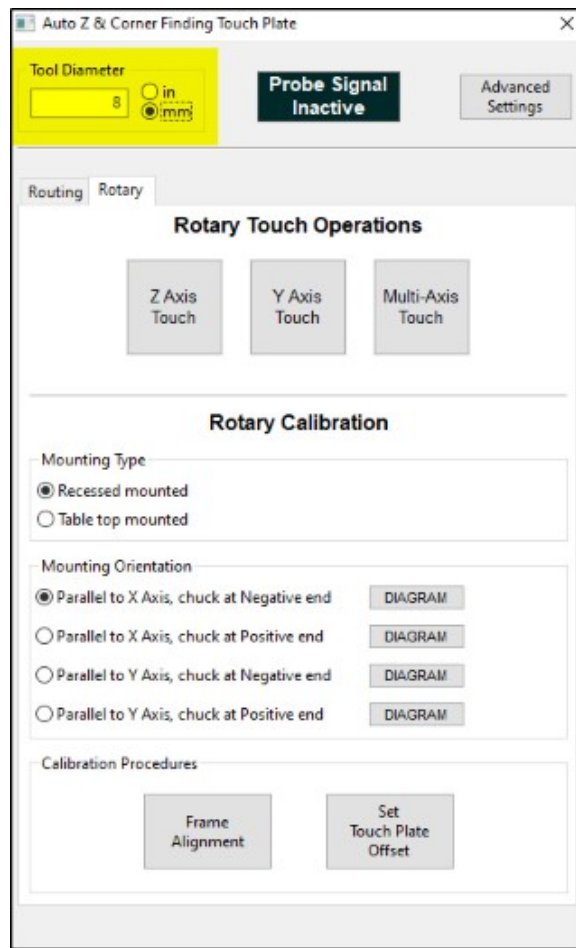 Auto Z & Corner Finding Touch Plate
Tool Diameter
8
in
mm
Probe Signal
Inactive
Advanced
Settings
Routing
Rotary
Rotary Touch Operations
Z Axis
Touch
Y Axis
Touch
Multi-Axis
Touch
Rotary Calibration
Mounting Type
Recessed mounted
Table top mounted
Mounting Orientation
Parallel to X Axis, chuck at Negative end DIAGRAM
Parallel to X Axis, chuck at Positive end DIAGRAM
Parallel to Y Axis, chuck at Negative end DIAGRAM
Parallel to Y Axis, chuck at Positive end DIAGRAM
Calibration Procedures
Frame
Alignment
Set
Touch Plate
Offset